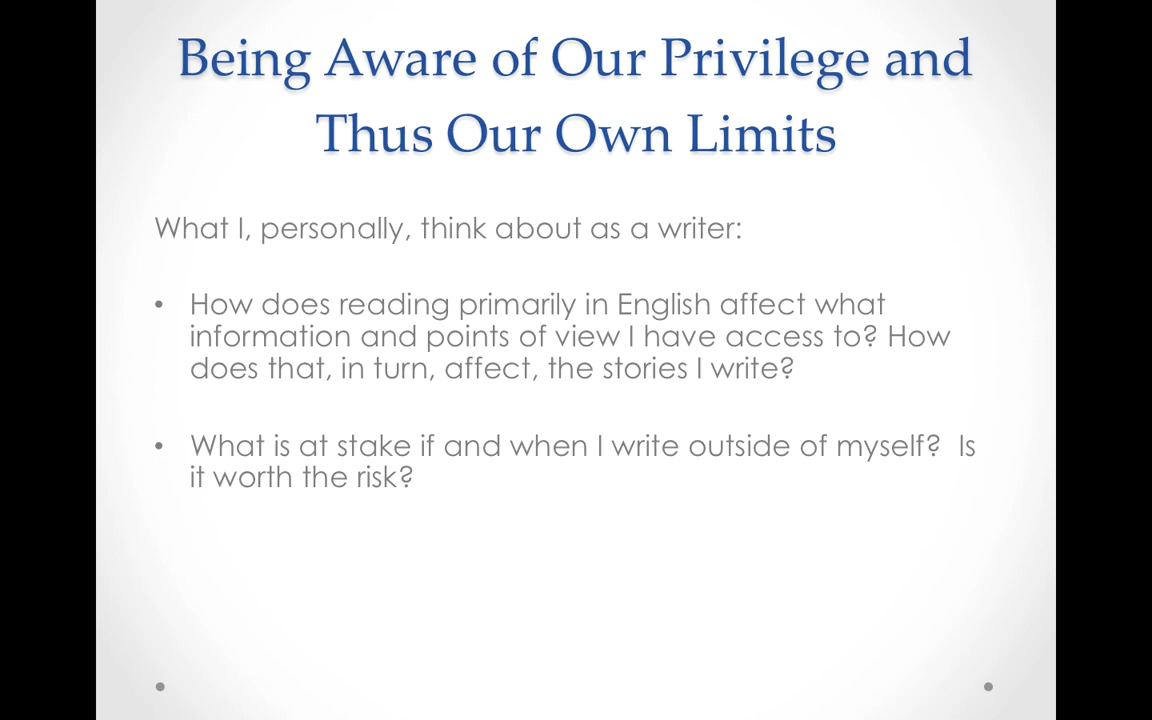 Being Aware of Our Privilege and
Thus Our Own Limits
What I, personally, think about as a writer:
• How does reading primarily in English affect what
information and points of view I have access to? How
does that, in turn, affect, the stories I write?
• What is at stake if and when I write outside of myself?  Is
it worth the risk?